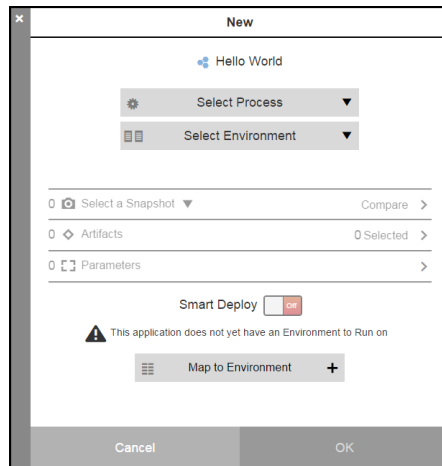 × New
Hello World
Select Process
Select Environment
0 Select a Snapshot Compare
0 Artifacts 0 Selected
0 Parameters
Smart Deploy Off
This application does not yet have an Environment to Run on
Map to Environment +
Cancel OK